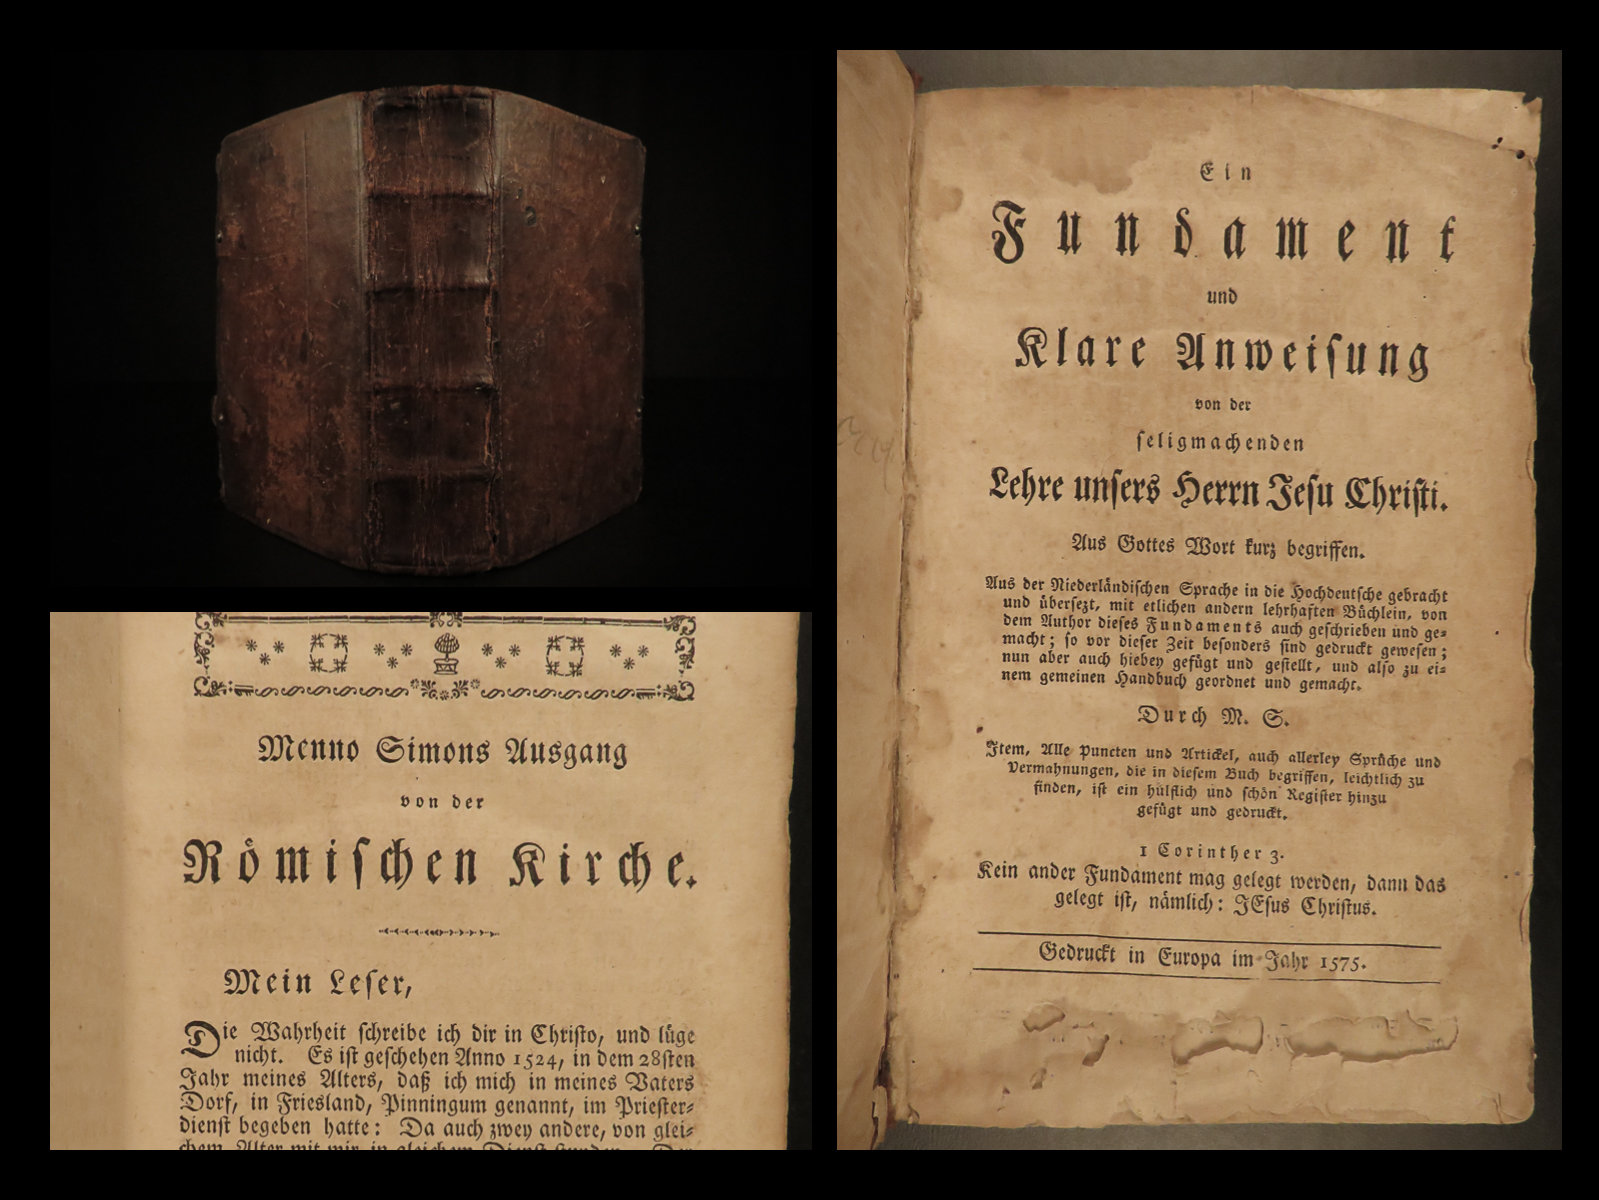 Menno Simons Ausgang
von der
Römischen Kirche.
Mein Leser,
Die Wahrheit schreibe ich dir in Christo, und lüge
nicht. Es ist geschehen Anno 1524, in dem 28sten
Jahr meines Alters, daß ich mich in meines Vaters
Dorf, in Friesland, Pinningum genannt, im Priester⸗
dienst begeben hatte: Da auch zwey andere, von glei⸗
chem Alter mit mir, in gleichem Dienst
Ein
Fundament
und
Klare Anweisung
von der
seligmachenden
Lehre unsers Herrn Jesu Christi.
Aus Gottes Wort kurz begriffen.
Aus der Niederländischen Sprache in die Hochdeutsche gebracht
und übersezt, mit etlichen andern lehrhaften Büchlein, von
dem Author dieses Fundaments auch geschrieben und ge⸗
macht; so vor dieser Zeit besonders sind gedruckt gewesen;
nun aber auch hiebey gefügt und gestellt, und also zu ei⸗
nem gemeinen Handbuch geordnet und gemacht.
Durch M. S.
Item, Alle Puncten und Artickel, auch allerley Sprüche und
Vermahnungen, die in diesem Buch begriffen, leichtlich zu
finden, ist ein hülflich und schön Register hinzu
gefügt und gedruckt.
1 Corinther 3.
Kein ander Fundament mag gelegt werden, dann das
gelegt ist, nämlich: JEsus Christus.
Gedruckt in Europa im Jahr 1575.